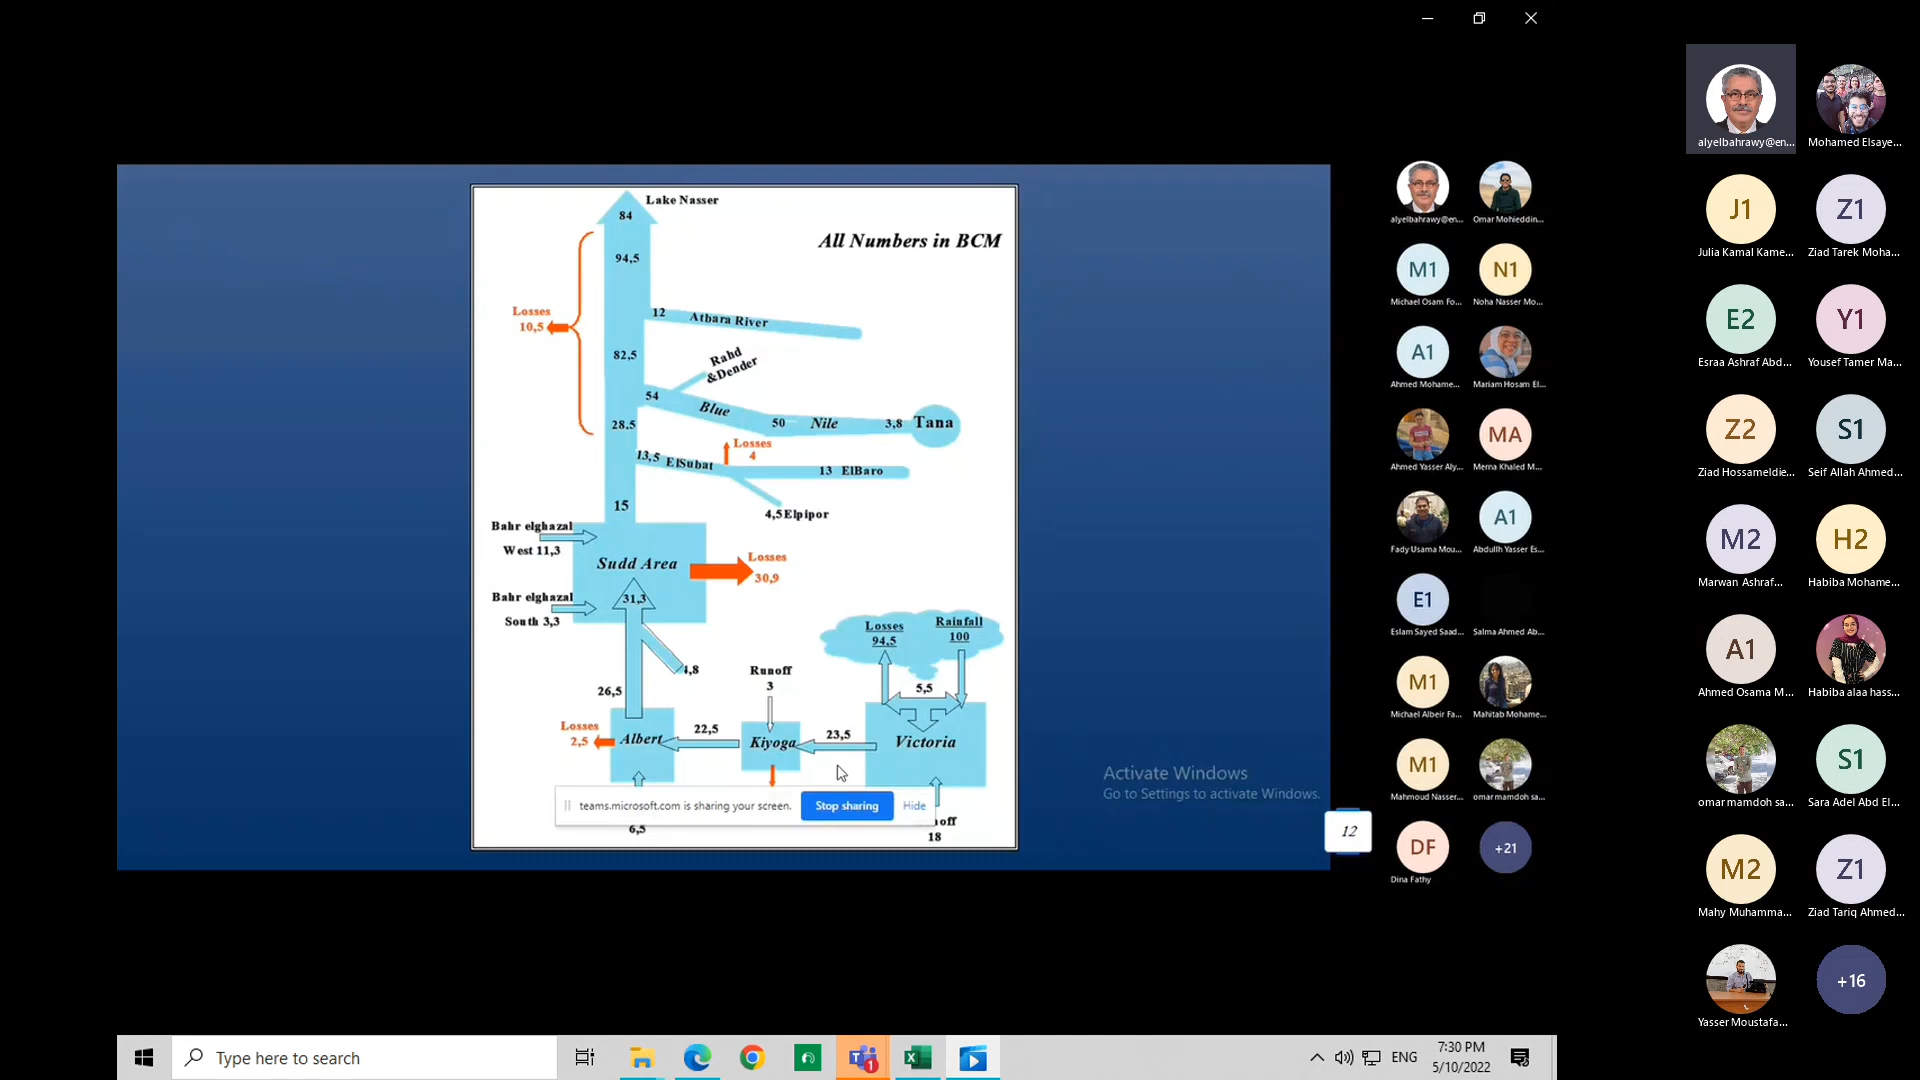 Lake Nasser
84
All Numbers in BCM
94,5
Losses
10,5
12 Atbara River
82,5
Rahd
&Dender
54
Blue
50
Nile
3,8
Tana
28.5
Losses
4
13,5 ElSubat
13 ElBaro
4,5Elpipor
15
Bahr elghazal
West 11,3
Sudd Area
Losses
30,9
Bahr elghazal
South 3,3
31,3
Losses
94,5
Rainfall
100
4,8
Runoff
3
26,5
5,5
Losses
2,5
Albert
22,5
Kiyoga
23,5
Victoria
teams.microsoft.com is sharing your screen.
Stop sharing
Hide
6,5
off
18
Activate Windows
Go to Settings to activate Windows.
12
alyelbahrawy@en...
Omar Mohieddin...
M1
N1
Michael Osam Fo...
Noha Nasser Mo...
A1
Ahmed Mohame...
Mariam Hosam El...
MA
Ahmed Yasser Aly...
Merna Khaled M...
A1
Fady Usama Mou...
Abdullh Yasser Es...
E1
Eslam Sayed Saad...
Salma Ahmed Ab...
M1
Michael Albeir Fa...
Mahitab Mohame...
M1
Mahmoud Nasser...
omar mamdoh sa...
DF
+21
Dina Fathy
alyelbahrawy@en...
Mohamed Elsaye...
J1
Z1
Julia Kamal Kame...
Ziad Tarek Moha...
E2
Y1
Esraa Ashraf Abd...
Yousef Tamer Ma...
Z2
S1
Ziad Hossameldie...
Seif Allah Ahmed...
M2
H2
Marwan Ashraf...
Habiba Mohame...
A1
Ahmed Osama M...
Habiba alaa hass...
S1
omar mamdoh sa...
Sara Adel Abd El...
M2
Z1
Mahy Muhamma...
Ziad Tariq Ahmed...
+16
Yasser Moustafa...
Type here to search
1
ENG
7:30 PM
5/10/2022